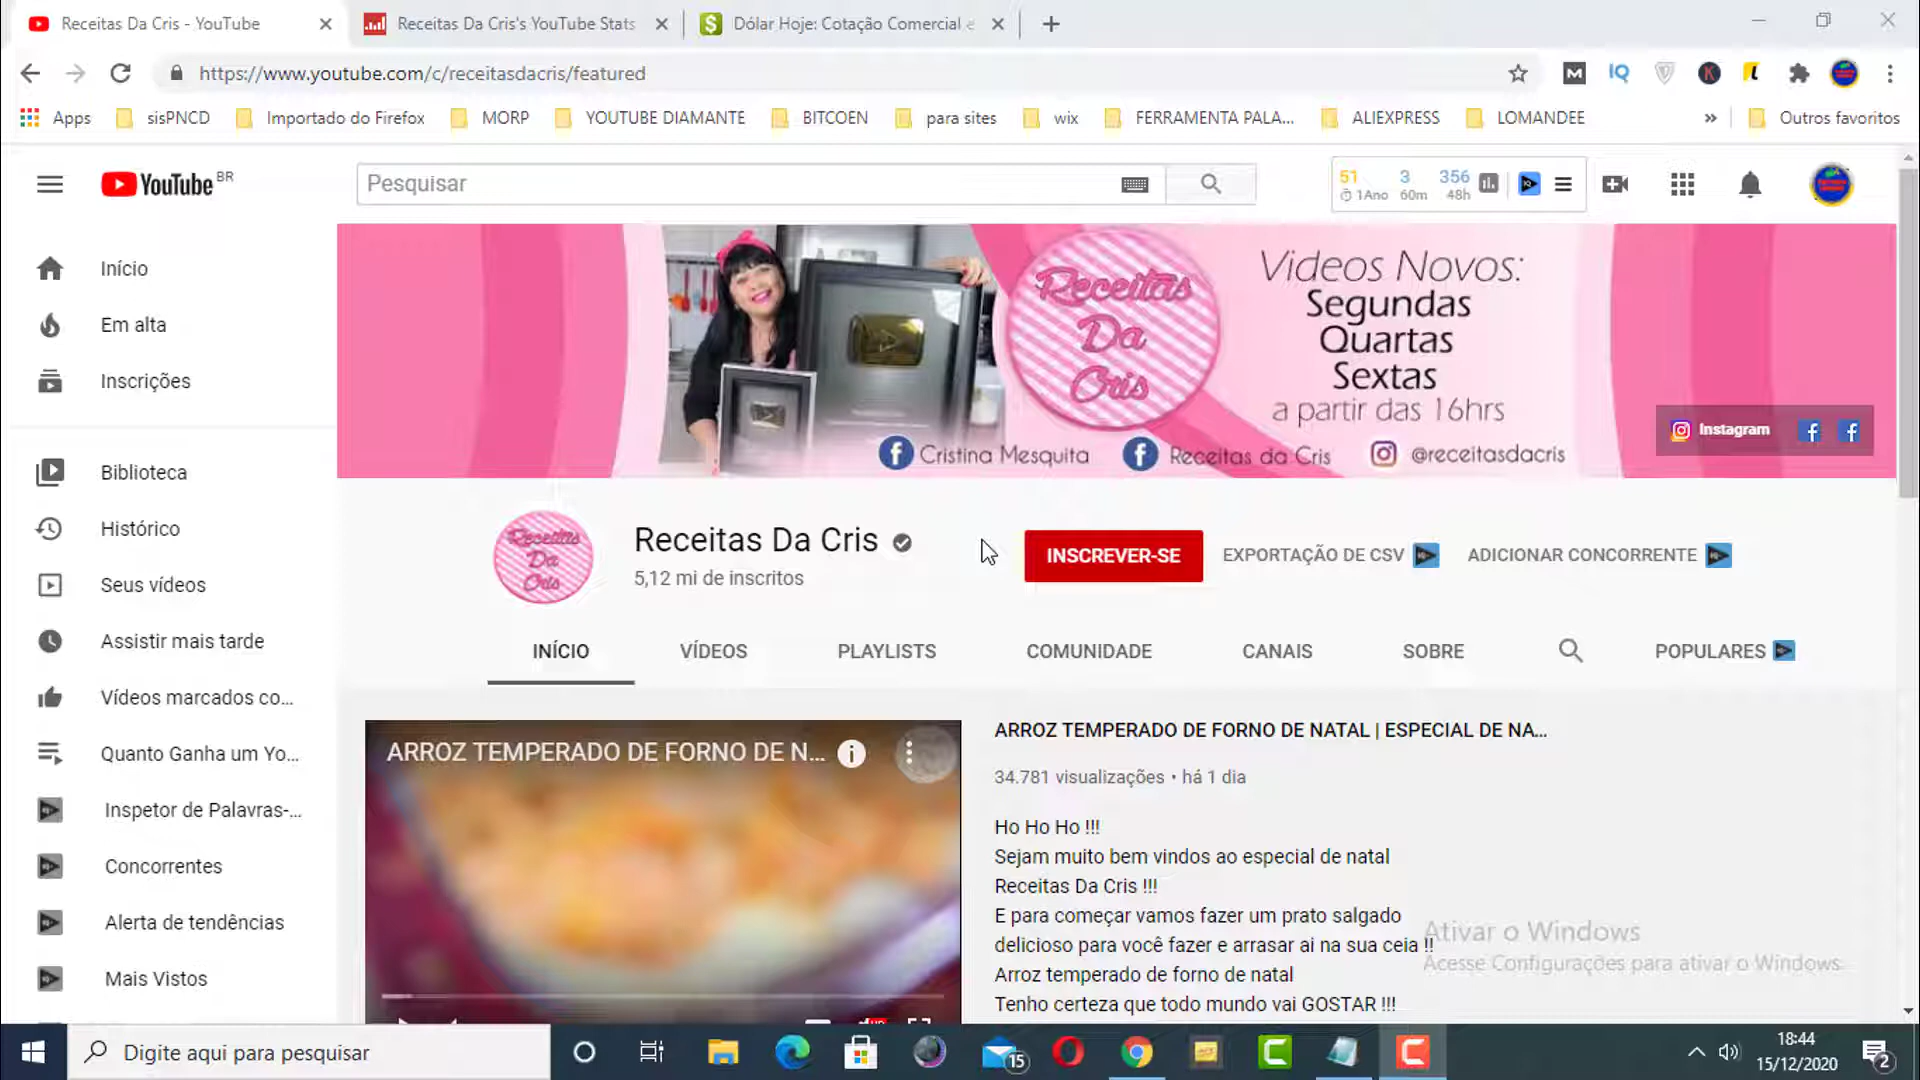 Receitas Da Cris - YouTube
Receitas Da Cris's YouTube Stats
Dólar Hoje: Cotação Comercial e
https://www.youtube.com/c/receitasdacris/featured
Apps
sisPNCD
Importado do Firefox
MORP
YOUTUBE DIAMANTE
BITCOEN
para sites
wix
FERRAMENTA PALA...
ALIEXPRESS
LOMANDEE
»
Outros favoritos
YouTube BR
Pesquisar
51 3 356
1Ano 60m 48h
Início
Em alta
Inscrições
Biblioteca
Histórico
Seus vídeos
Assistir mais tarde
Vídeos marcados co...
Quanto Ganha um Yo...
Inspetor de Palavras-...
Concorrentes
Alerta de tendências
Mais Vistos
Receitas
Da
Cris
Videos Novos:
Segundas
Quartas
Sextas
a partir das 16hrs
Cristina Mesquita
Receitas da Cris
@receitasdacris
Instagram
Receitas
Da
Cris
Receitas Da Cris
5,12 mi de inscritos
INSCREVER-SE
EXPORTAÇÃO DE CSV
ADICIONAR CONCORRENTE
INÍCIO
VÍDEOS
PLAYLISTS
COMUNIDADE
CANAIS
SOBRE
POPULARES
ARROZ TEMPERADO DE FORNO DE N...
ARROZ TEMPERADO DE FORNO DE NATAL | ESPECIAL DE NA...
34.781 visualizações • há 1 dia
Ho Ho Ho !!!
Sejam muito bem vindos ao especial de natal
Receitas Da Cris !!!
E para começar vamos fazer um prato salgado
delicioso para você fazer e arrasar ai na sua ceia !!
Arroz temperado de forno de natal
Tenho certeza que todo mundo vai GOSTAR !!!
Ativar o Windows
Acesse Configurações para ativar o Windows.
Digite aqui para pesquisar
15
18:44
15/12/2020
2